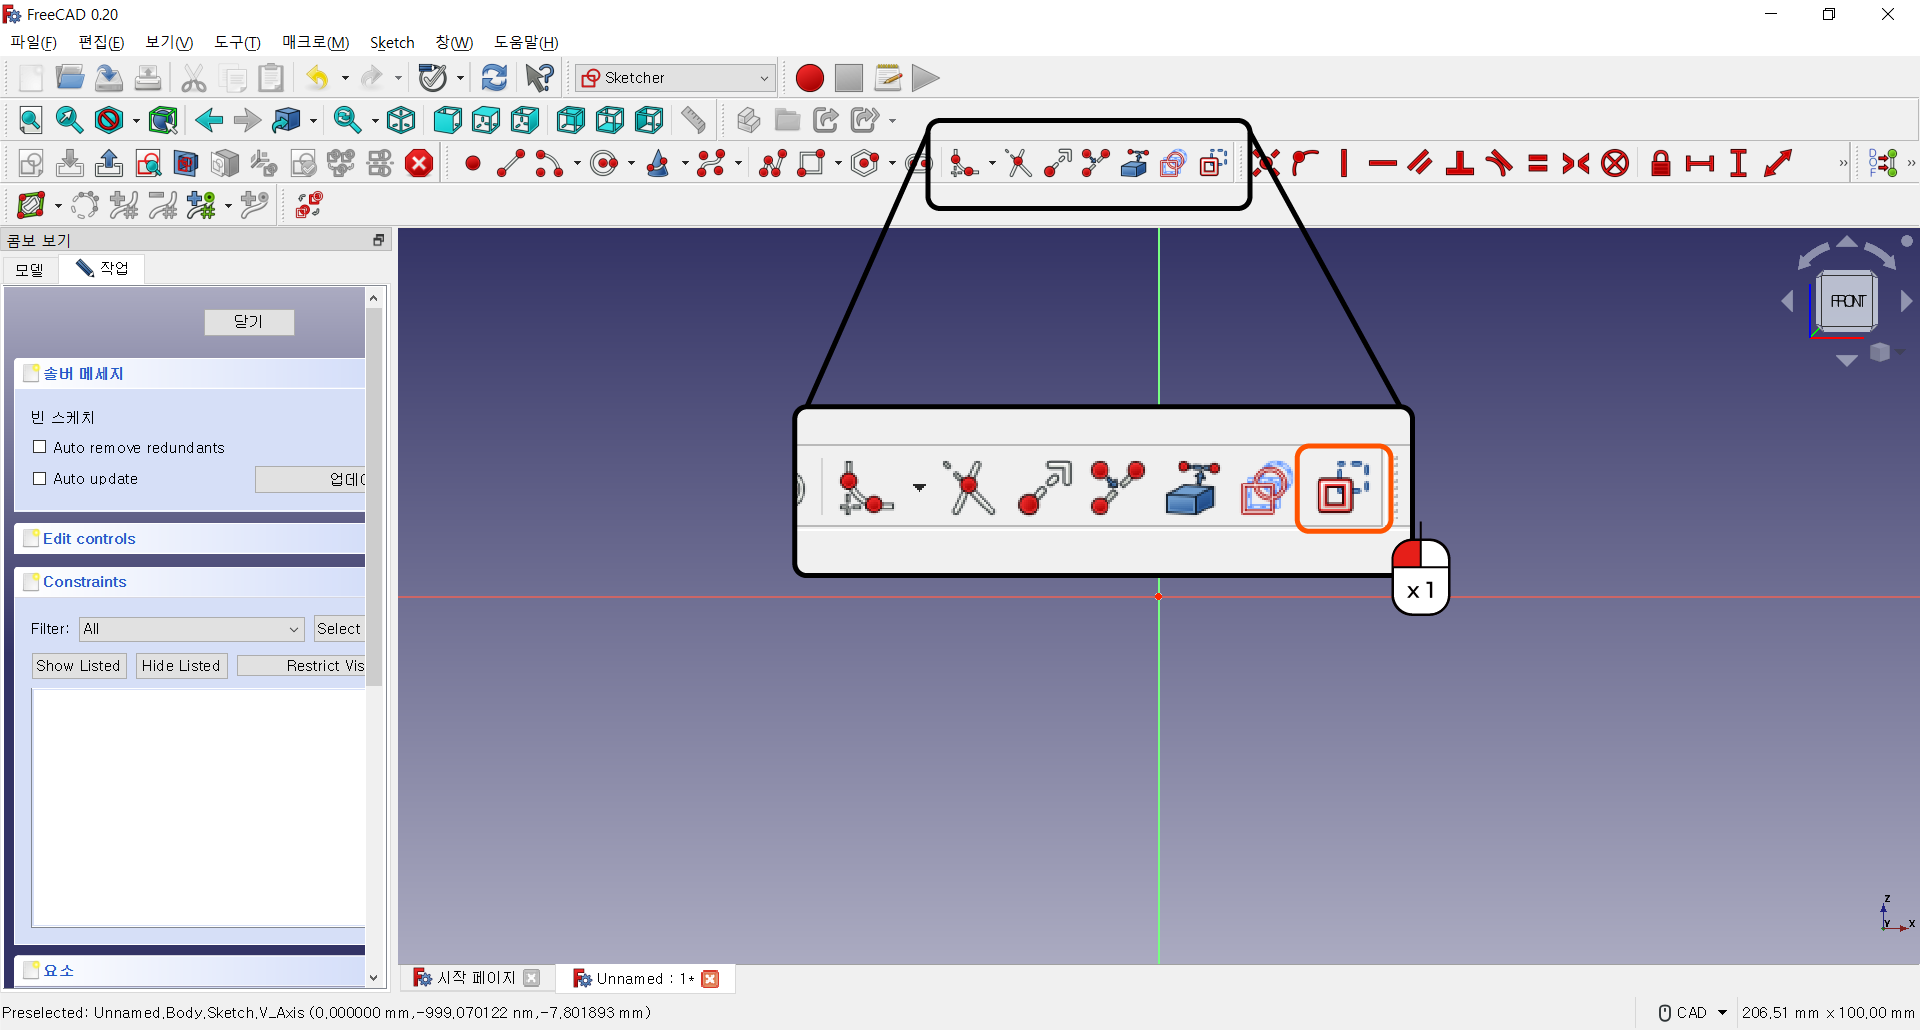 FreeCAD 0.20
파일(F) 편집(E) 보기(V) 도구(T) 매크로(M) Sketch 창(W) 도움말(H)
Sketcher
콤보 보기
모델 작업
닫기
솔버 메세지
빈 스케치
Auto remove redundants
Auto update
업데이
Edit controls
Constraints
Filter: All Select
Show Listed Hide Listed Restrict Vis
요소
FRONT
x 1
Z
Y X
시작 페이지 Unnamed : 1*
Preselected: Unnamed.Body.Sketch.V_Axis (0.000000 mm,-999.070122 nm,-7.801893 mm)
CAD 206.51 mm x 100.00 mm